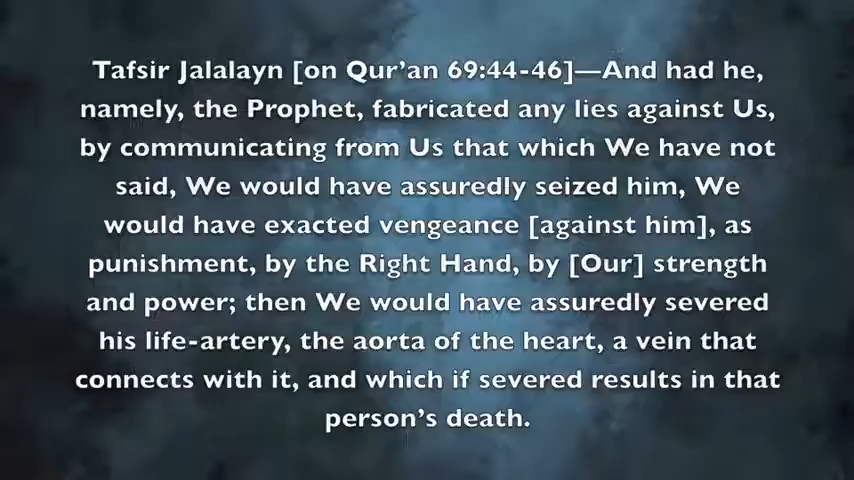 Tafsir Jalalayn [on Qur’an 69:44-46]—And had he,
namely, the Prophet, fabricated any lies against Us,
by communicating from Us that which We have not
said, We would have assuredly seized him, We
would have exacted vengeance [against him], as
punishment, by the Right Hand, by [Our] strength
and power; then We would have assuredly severed
his life-artery, the aorta of the heart, a vein that
connects with it, and which if severed results in that
person’s death.